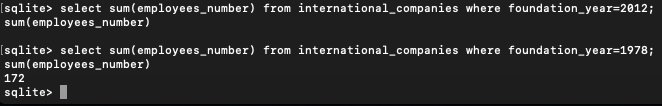 [sqlite> select sum(employees_number) from international_companies where foundation_year=2012;
sum(employees_number)
[sqlite> select sum(employees_number) from international_companies where foundation_year=1978;
sum(employees_number)
172
sqlite>